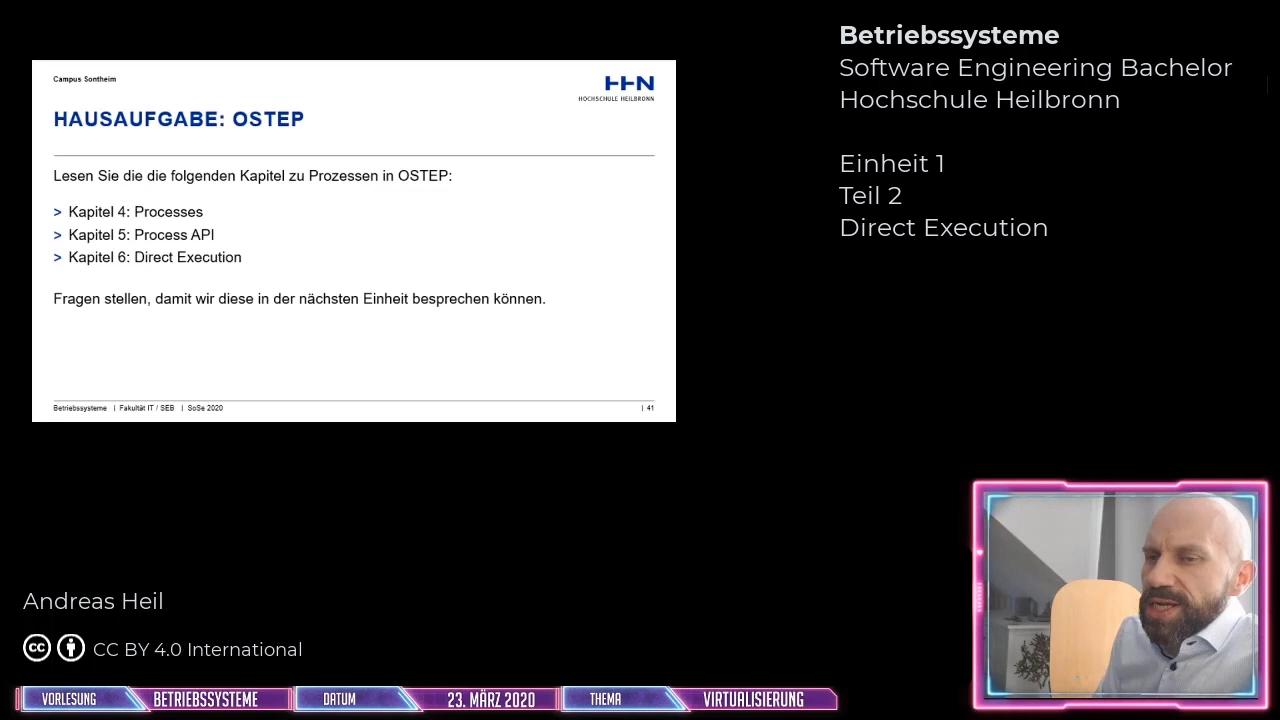 Campus Sontheim
HHN
HOCHSCHULE HEILBRONN
HAUSAUFGABE: OSTEP
Lesen Sie die die folgenden Kapitel zu Prozessen in OSTEP:
> Kapitel 4: Processes
> Kapitel 5: Process API
> Kapitel 6: Direct Execution
Fragen stellen, damit wir diese in der nächsten Einheit besprechen können.
Betriebssysteme | Fakultät IT / SEB | SoSe 2020 | 41
Betriebssysteme
Software Engineering Bachelor
Hochschule Heilbronn
Einheit 1
Teil 2
Direct Execution
Andreas Heil
CC BY 4.0 International
VORLESUNG BETRIEBSSYSTEME DATUM 23. MÄRZ 2020 THEMA VIRTUALISIERUNG